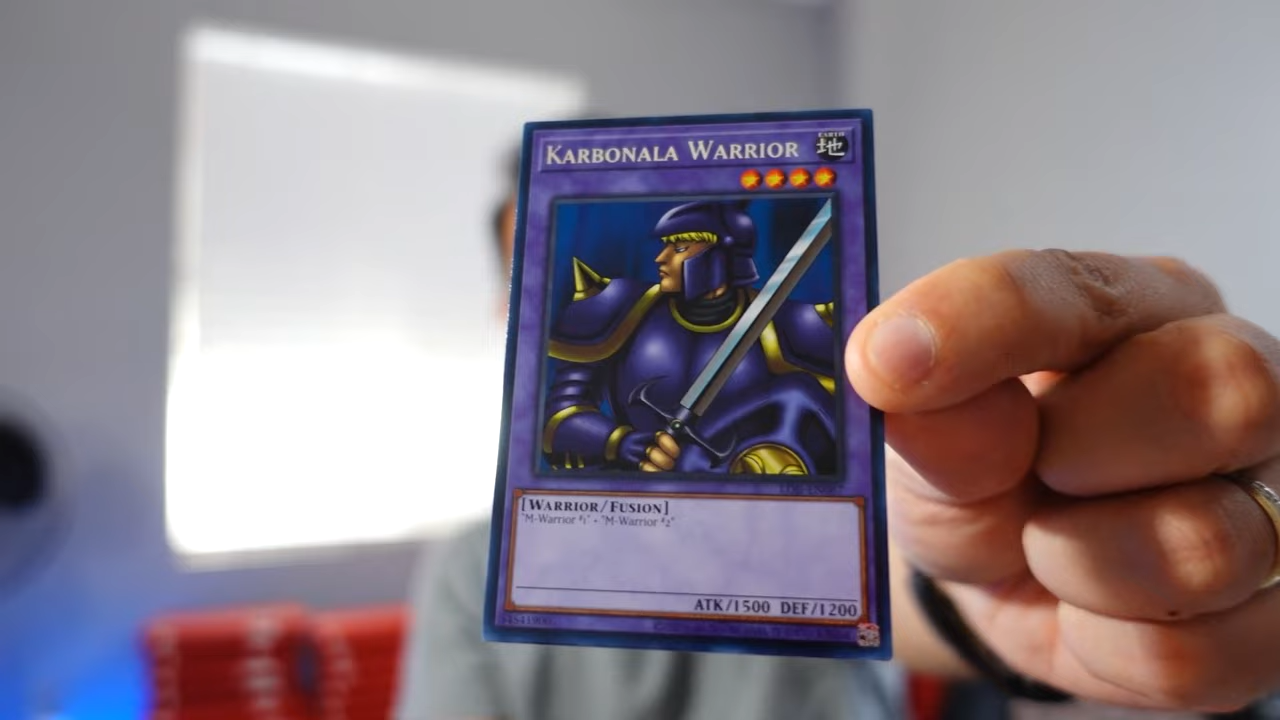 KARBONALA WARRIOR
EARTH
地
[WARRIOR/FUSION]
"M-Warrior #1" + "M-Warrior #2"
ATK/1500 DEF/1200